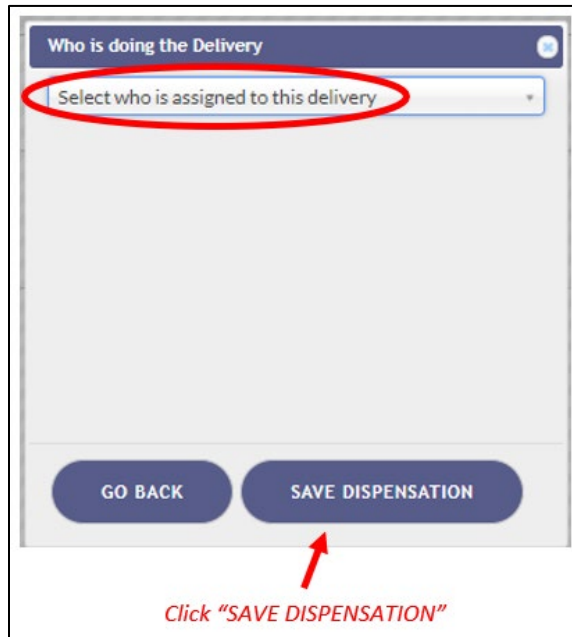 Who is doing the Delivery
Select who is assigned to this delivery
GO BACK
SAVE DISPENSATION
Click “SAVE DISPENSATION”